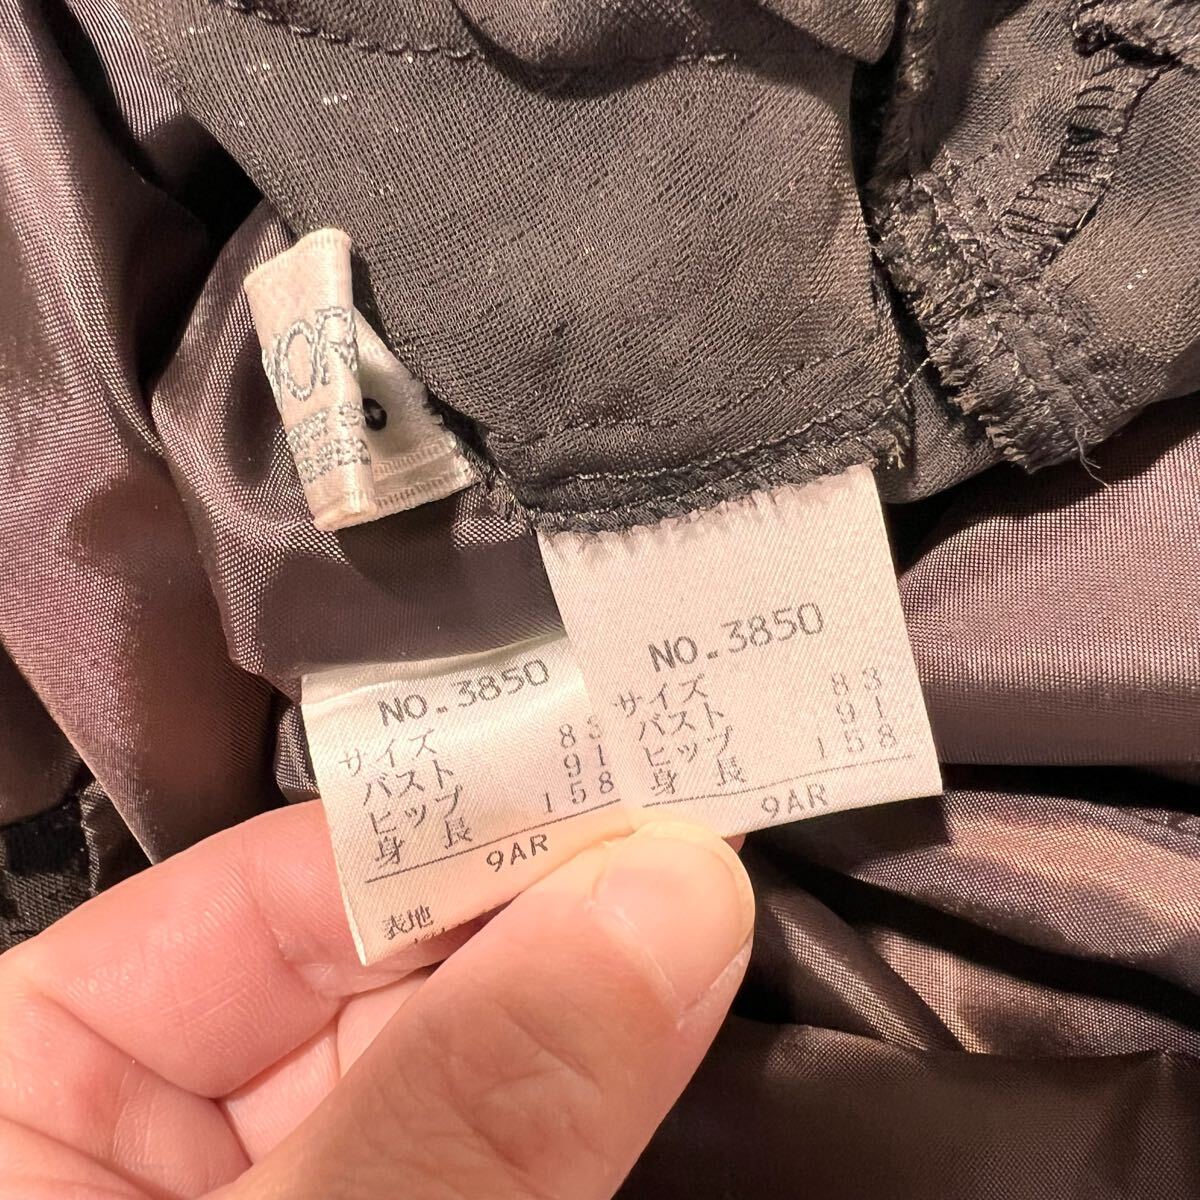 NO.3850
サイズ
バスト 83
ヒップ 91
身長 158
9AR
表地
NO.3850
サイズ
バスト 83
ヒップ 91
身長 158
9AR